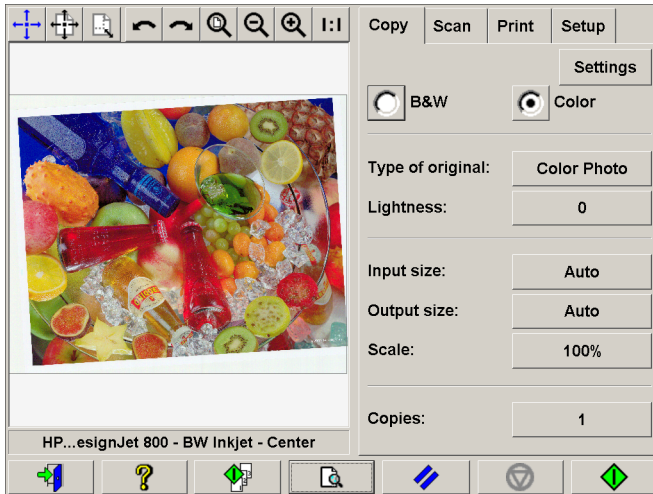 1:1
Copy Scan Print Setup
Settings
B&W Color
Type of original: Color Photo
Lightness: 0
Input size: Auto
Output size: Auto
Scale: 100%
Copies: 1
HP...esignJet 800 - BW Inkjet - Center